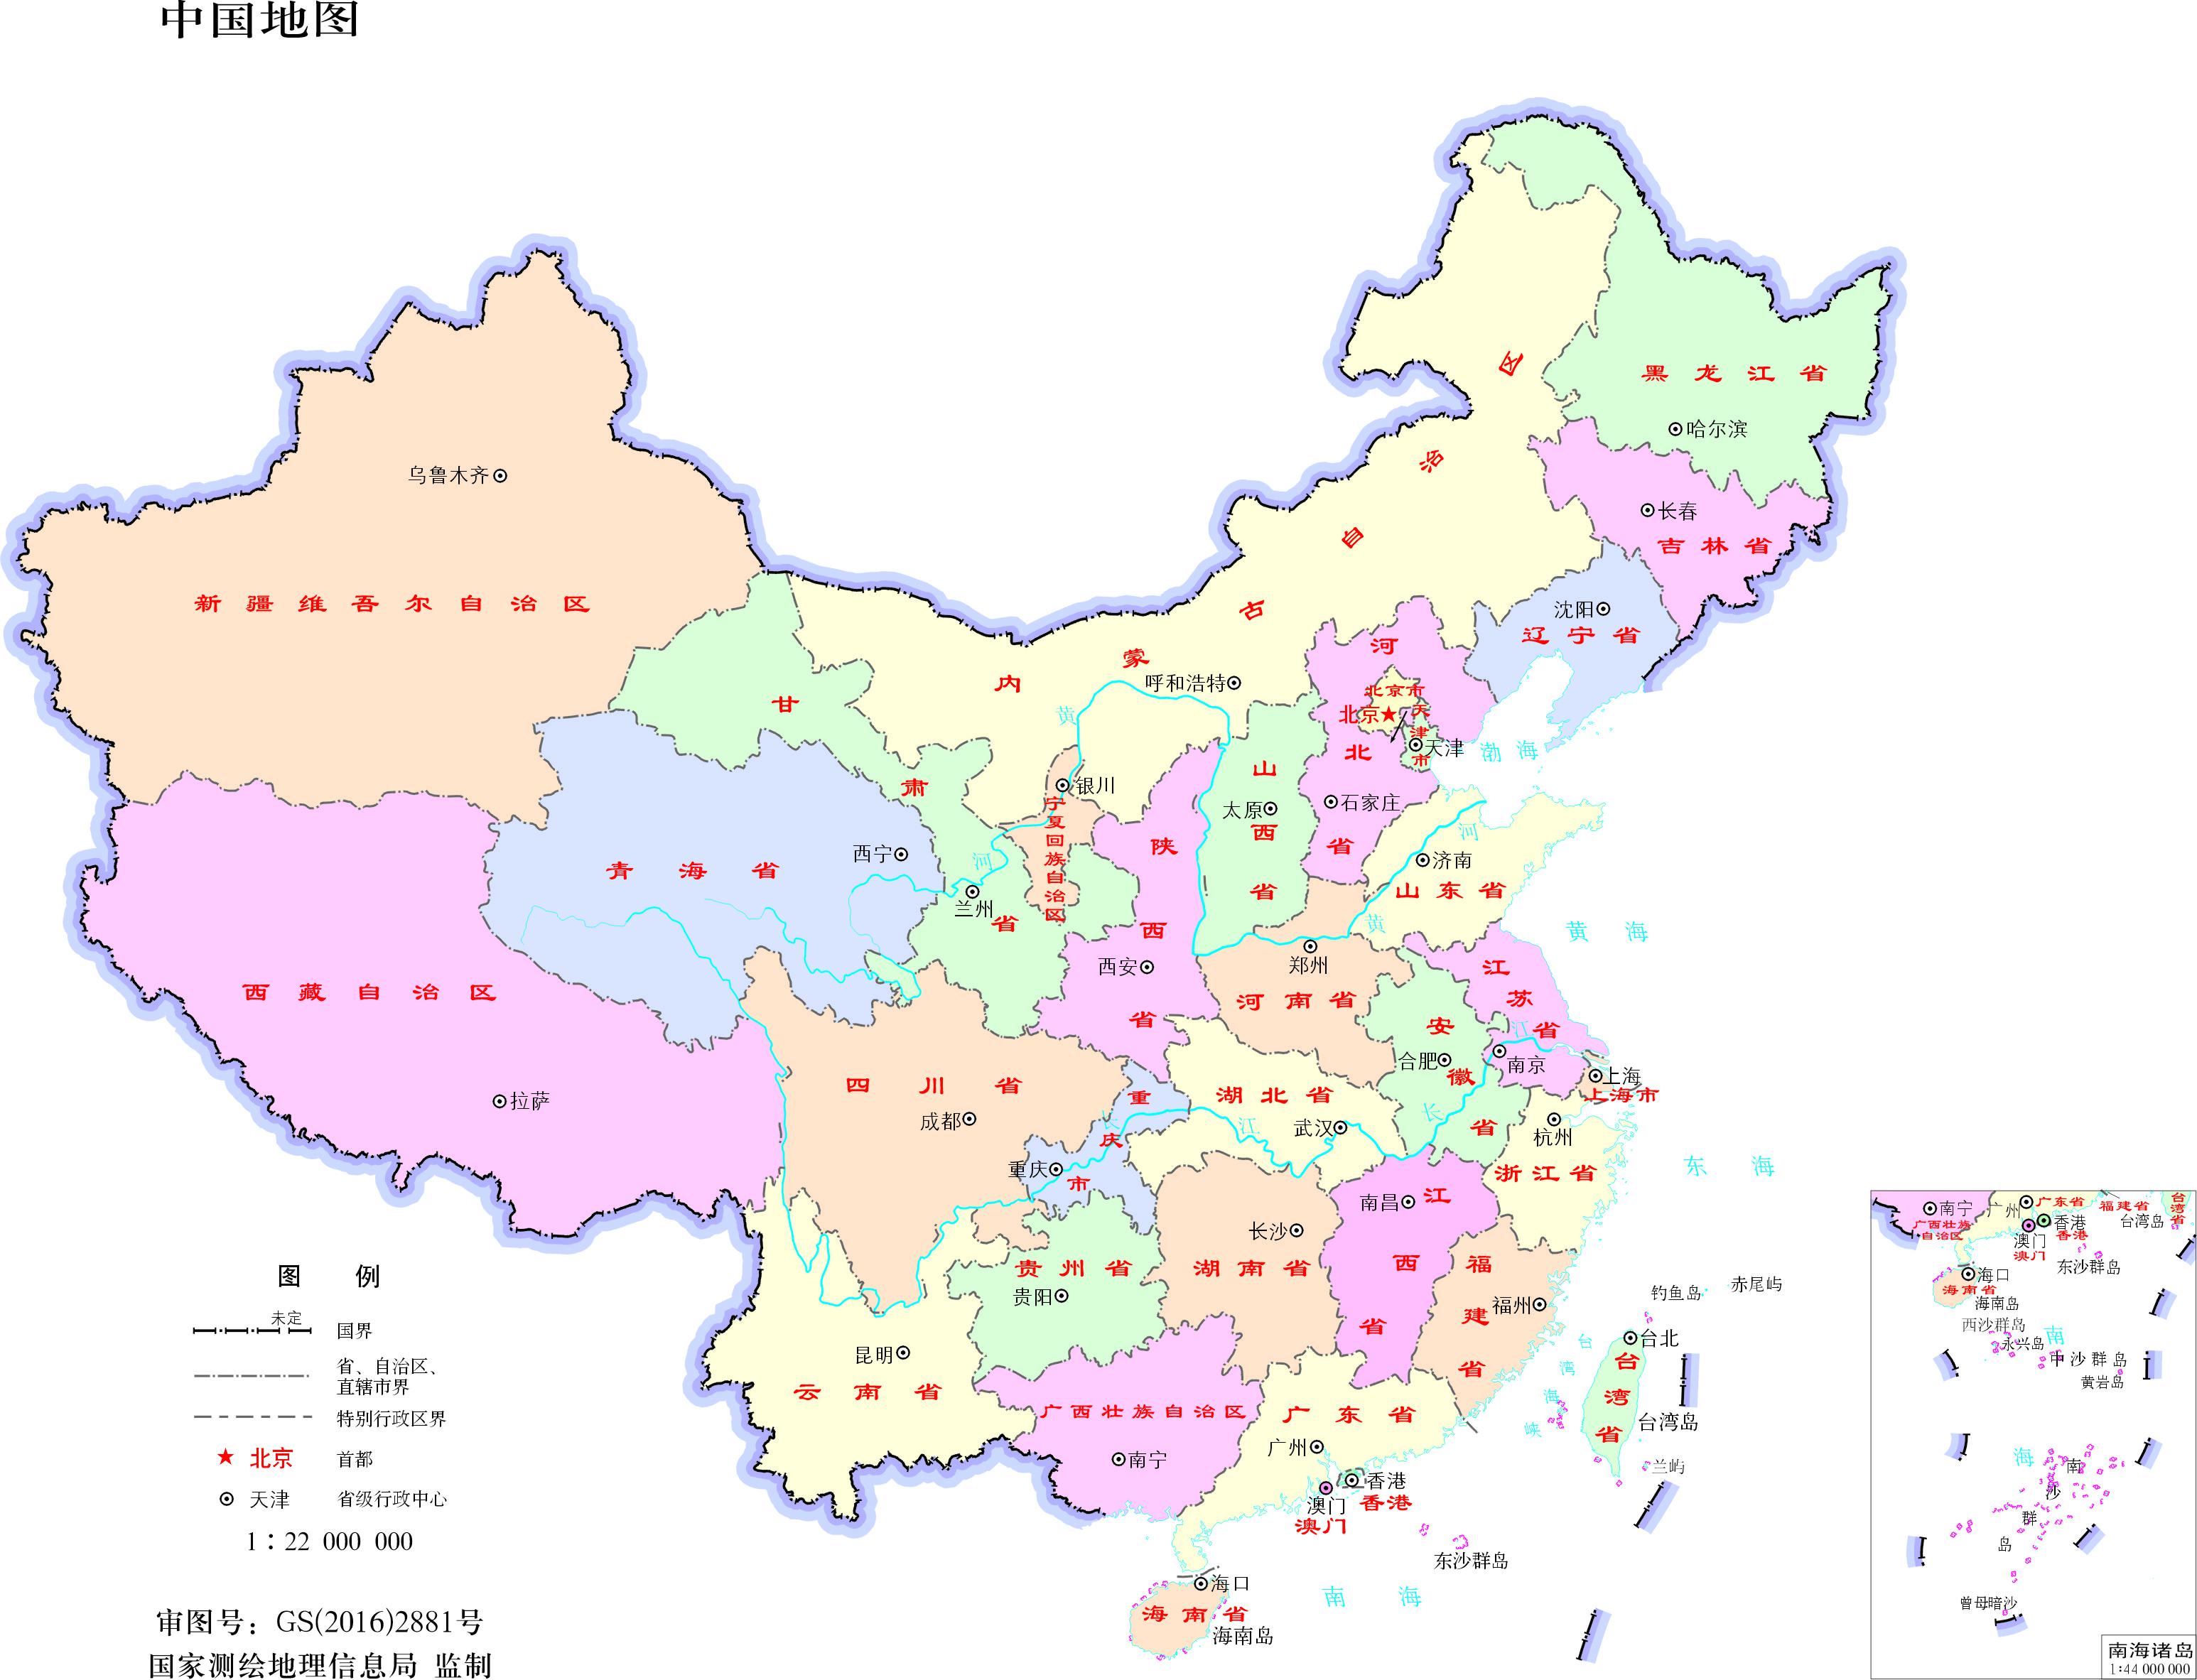 中国地图
黑龙江省
哈尔滨
长春
吉林省
沈阳
辽宁省
内蒙古自治区
呼和浩特
乌鲁木齐
新疆维吾尔自治区
甘肃省
兰州
河北省
石家庄
北京市
北京
天津市
天津
渤海
银川
宁夏回族自治区
黄
河
山西省
太原
陕西省
西安
青海省
西宁
济南
山东省
河
黄
黄海
郑州
河南省
江苏省
南京
江
安徽省
合肥
长
上海
上海市
西藏自治区
拉萨
四川省
成都
重庆市
重庆
长
江
湖北省
武汉
杭州
浙江省
东海
南昌
江西省
长沙
湖南省
贵州省
贵阳
福建省
福州
钓鱼岛
赤尾屿
台北
台湾省
台湾岛
台湾海峡
兰屿
昆明
云南省
广西壮族自治区
南宁
广东省
广州
香港
香港
澳门
澳门
东沙群岛
南海
海口
海南省
海南岛
图例
未定
国界
省、自治区、
直辖市界
特别行政区界
北京 首都
天津 省级行政中心
1：22 000 000
审图号：GS(2016)2881号
国家测绘地理信息局 监制
南宁
广西壮族
自治区
广州
广东省
福建省
台湾省
台湾岛
香港
香港
澳门
澳门
东沙群岛
海口
海南省
海南岛
西沙群岛
永兴岛
南海
中沙群岛
黄岩岛
南沙群岛
曾母暗沙
南海诸岛
1:44 000 000